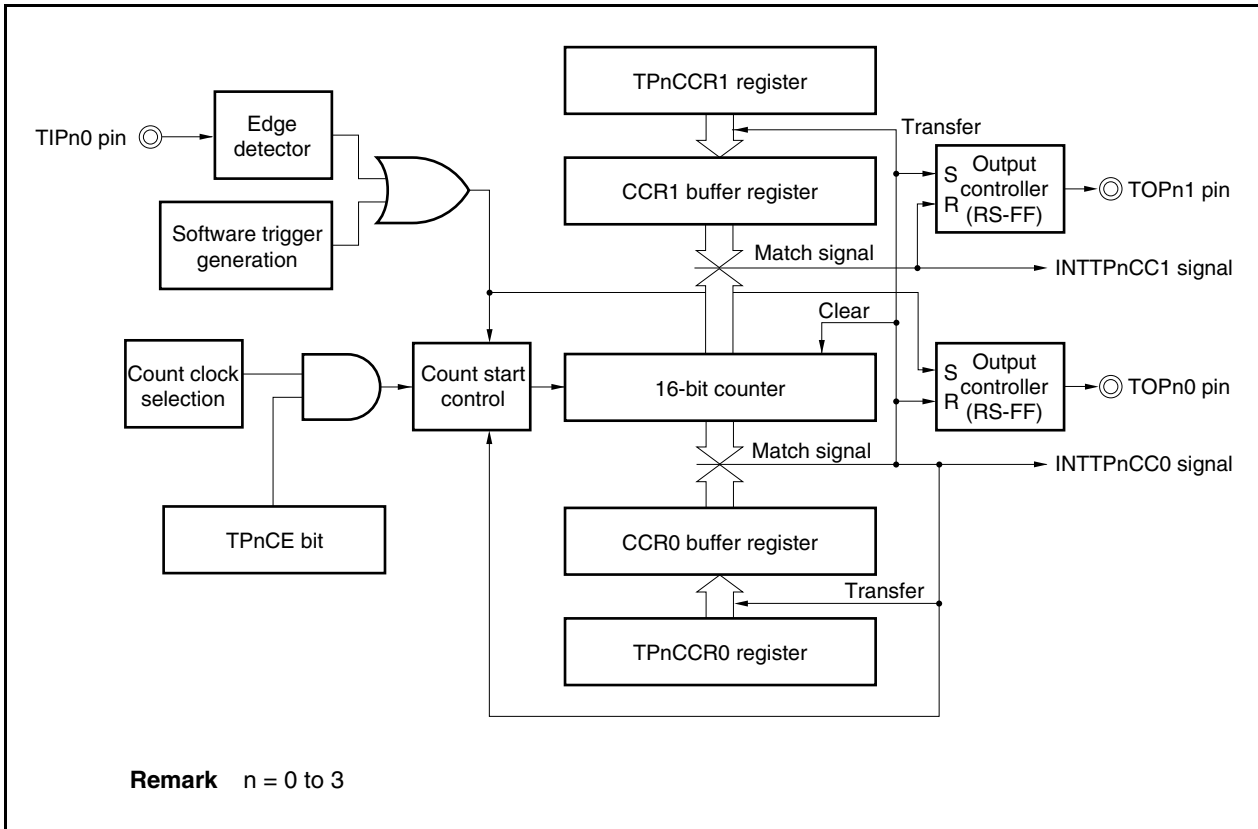 TPnCCR1 register
TIPn0 pin
Edge
detector
Transfer
S
R
Output
controller
(RS-FF)
TOPn1 pin
CCR1 buffer register
Software trigger
generation
Match signal
INTTPnCC1 signal
Clear
Count clock
selection
Count start
control
16-bit counter
S
R
Output
controller
(RS-FF)
TOPn0 pin
Match signal
INTTPnCC0 signal
TPnCE bit
CCR0 buffer register
Transfer
TPnCCR0 register
Remark n = 0 to 3